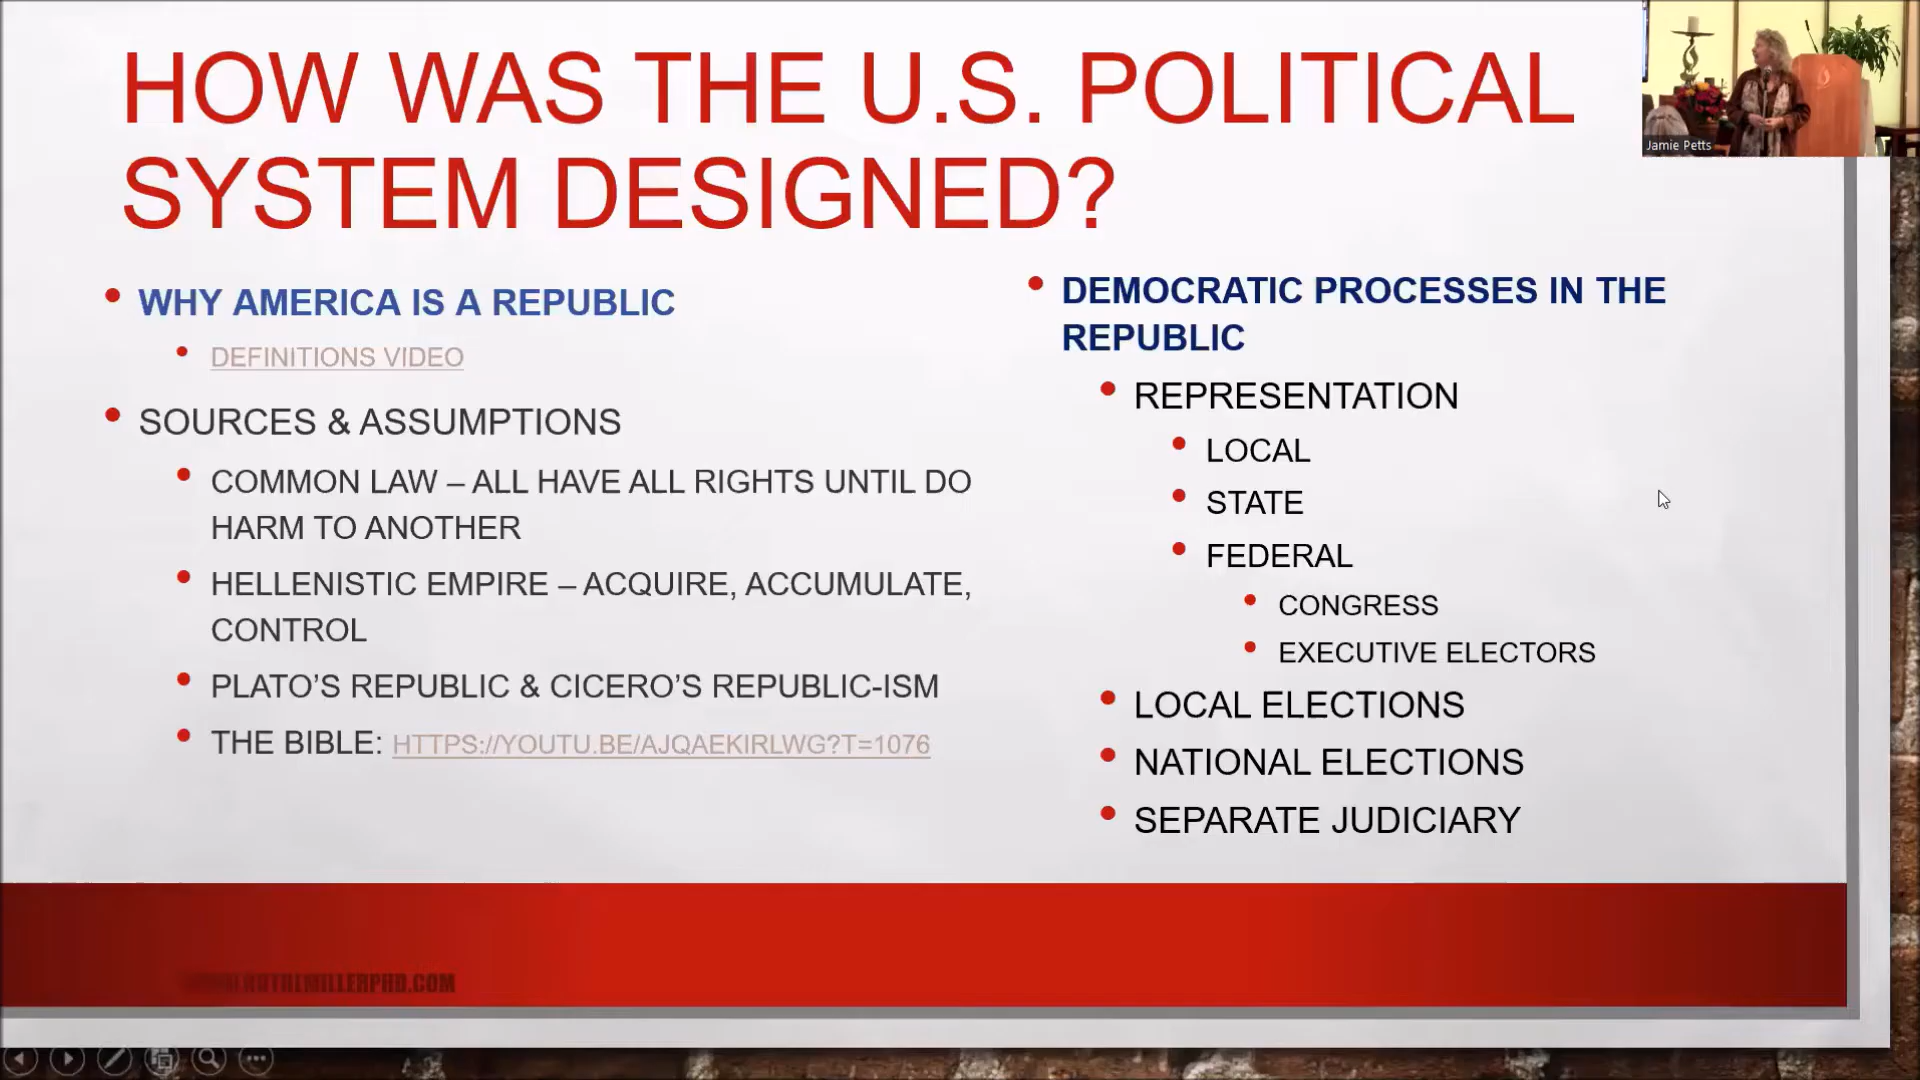 HOW WAS THE U.S. POLITICAL
SYSTEM DESIGNED?
Jamie Petts
• WHY AMERICA IS A REPUBLIC
• DEFINITIONS VIDEO
• SOURCES & ASSUMPTIONS
• COMMON LAW – ALL HAVE ALL RIGHTS UNTIL DO
HARM TO ANOTHER
• HELLENISTIC EMPIRE – ACQUIRE, ACCUMULATE,
CONTROL
• PLATO’S REPUBLIC & CICERO’S REPUBLIC-ISM
• THE BIBLE: HTTPS://YOUTU.BE/AJQAEKIRLWG?T=1076
• DEMOCRATIC PROCESSES IN THE
REPUBLIC
• REPRESENTATION
• LOCAL
• STATE
• FEDERAL
• CONGRESS
• EXECUTIVE ELECTORS
• LOCAL ELECTIONS
• NATIONAL ELECTIONS
• SEPARATE JUDICIARY